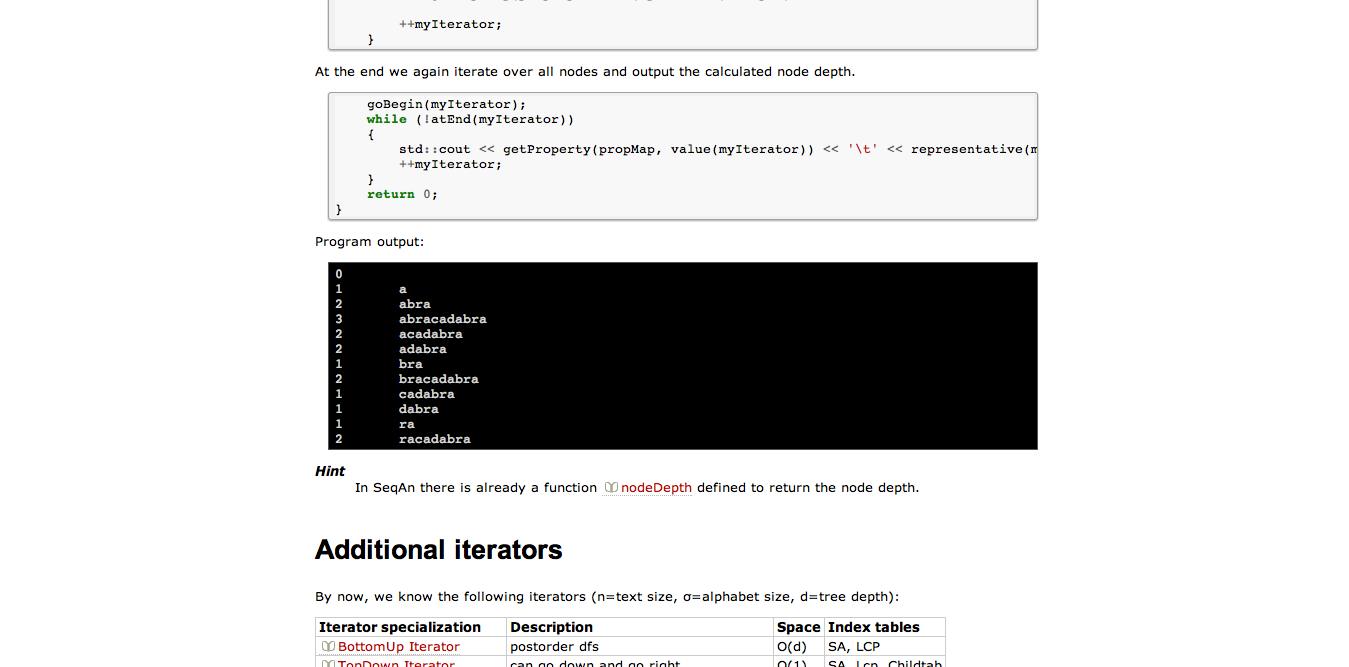 ++myIterator;
}
At the end we again iterate over all nodes and output the calculated node depth.
goBegin(myIterator);
while (!atEnd(myIterator))
{
std::cout << getProperty(propMap, value(myIterator)) << '\t' << representative(m
++myIterator;
}
return 0;
}
Program output:
0
1 a
2 abra
3 abracadabra
2 acadabra
2 adabra
1 bra
2 bracadabra
1 cadabra
1 dabra
1 ra
2 racadabra
Hint
In SeqAn there is already a function nodeDepth defined to return the node depth.
Additional iterators
By now, we know the following iterators (n=text size, σ=alphabet size, d=tree depth):
Iterator specialization Description Space Index tables
BottomUp Iterator postorder dfs O(d) SA, LCP
TopDown Iterator can go down and go right O(1) SA, Lcp, Childtab